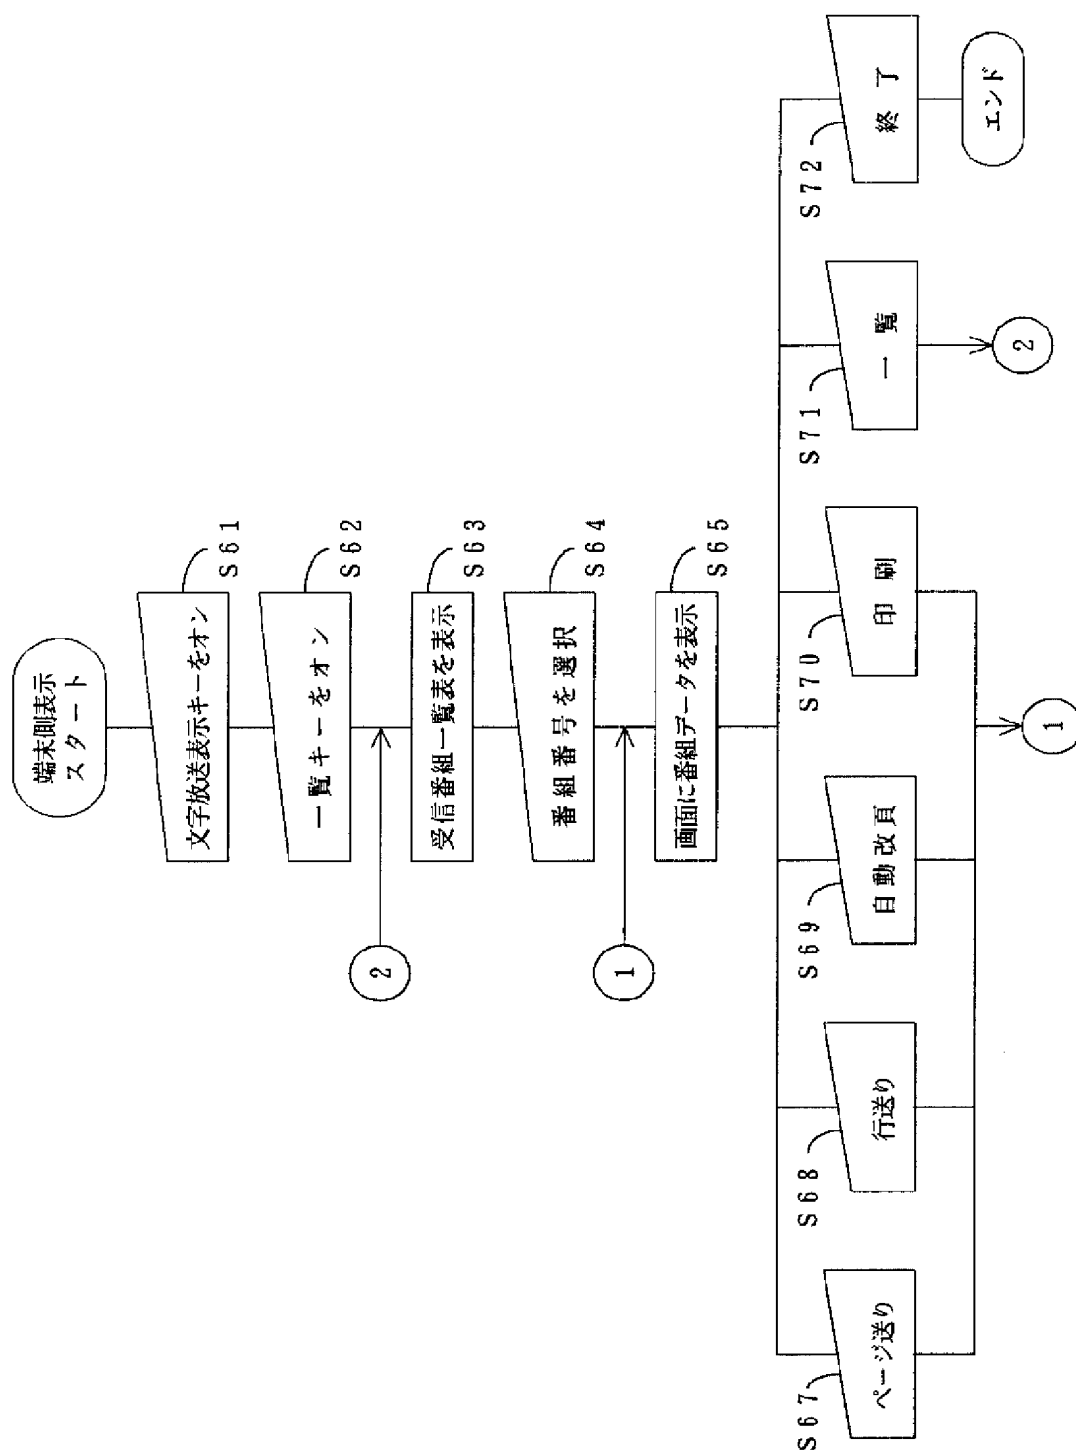 端末側表示
スタート
文字放送表示キーをオン
S61
一覧キーをオン
S62
2
受信番組一覧表を表示
S63
番組番号を選択
S64
1
画面に番組データを表示
S65
S67
ページ送り
S68
行送り
S69
自動改頁
S70
印刷
S71
一覧
S72
終了
1
2
エンド